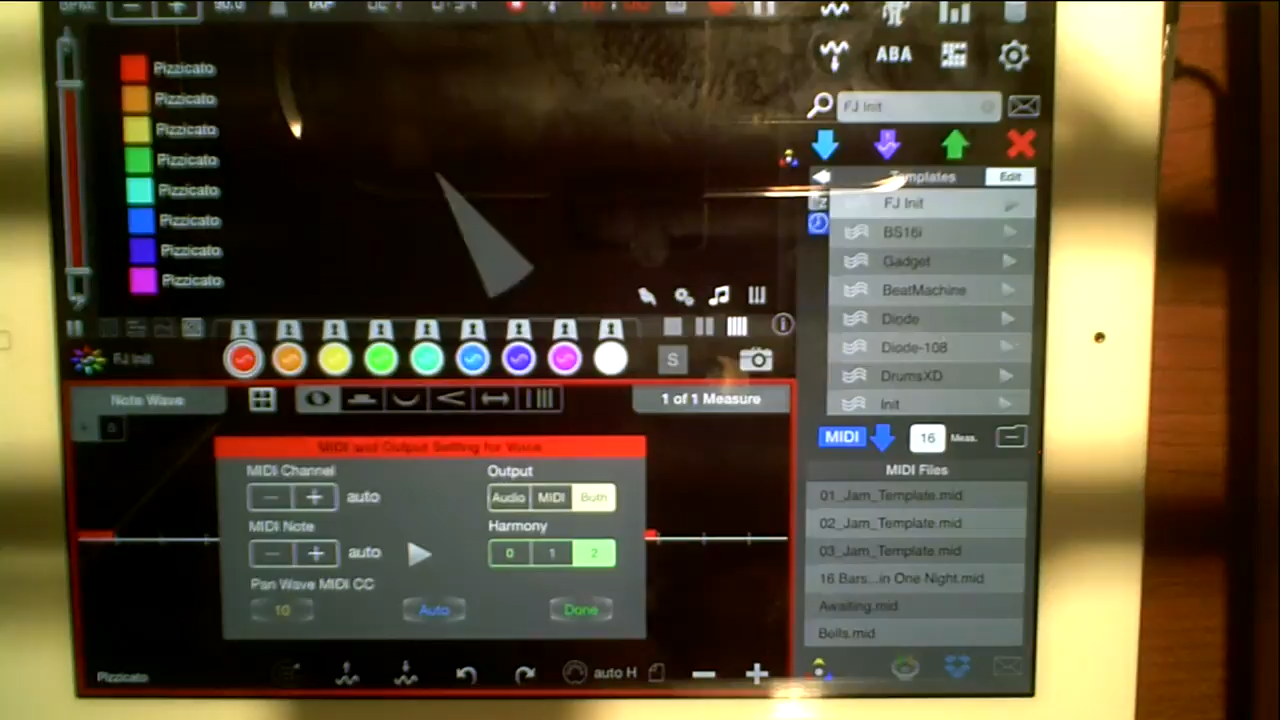 90.0
ABA
FJ Init
Pizzicato
Pizzicato
Pizzicato
Pizzicato
Pizzicato
Pizzicato
Pizzicato
Pizzicato
Templates
Edit
FJ Init
BS16i
Gadget
BeatMachine
Diode
Diode-108
DrumsXD
Init
FJ Init
S
Note Wave
1 of 1 Measure
MIDI and Output Setting for Voice
MIDI Channel
Output
auto
Audio MIDI Both
MIDI Note
Harmony
auto
0 1 2
Pan Wave MIDI CC
10
Auto
Done
Pizzicato
auto H
MIDI
16
Meas.
MIDI Files
01_Jam_Template.mid
02_Jam_Template.mid
03_Jam_Template.mid
16 Bars...in One Night.mid
Awaiting.mid
Bells.mid